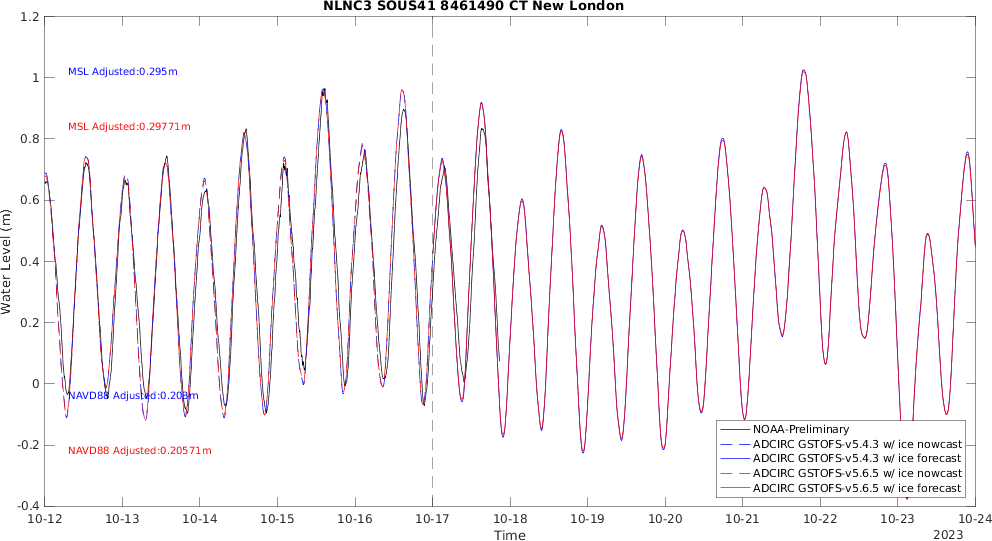 NLNC3 SOUS41 8461490 CT New London
1.2
1
0.8
0.6
0.4
0.2
0
-0.2
-0.4
Water Level (m)
MSL Adjusted:0.295m
MSL Adjusted:0.29771m
NAVD88 Adjusted:0.203m
NAVD88 Adjusted:0.20571m
NOAA-Preliminary
ADCIRC GSTOFS-v5.4.3 w/ ice nowcast
ADCIRC GSTOFS-v5.4.3 w/ ice forecast
ADCIRC GSTOFS-v5.6.5 w/ ice nowcast
ADCIRC GSTOFS-v5.6.5 w/ ice forecast
10-12 10-13 10-14 10-15 10-16 10-17 10-18 10-19 10-20 10-21 10-22 10-23 10-24
Time
2023